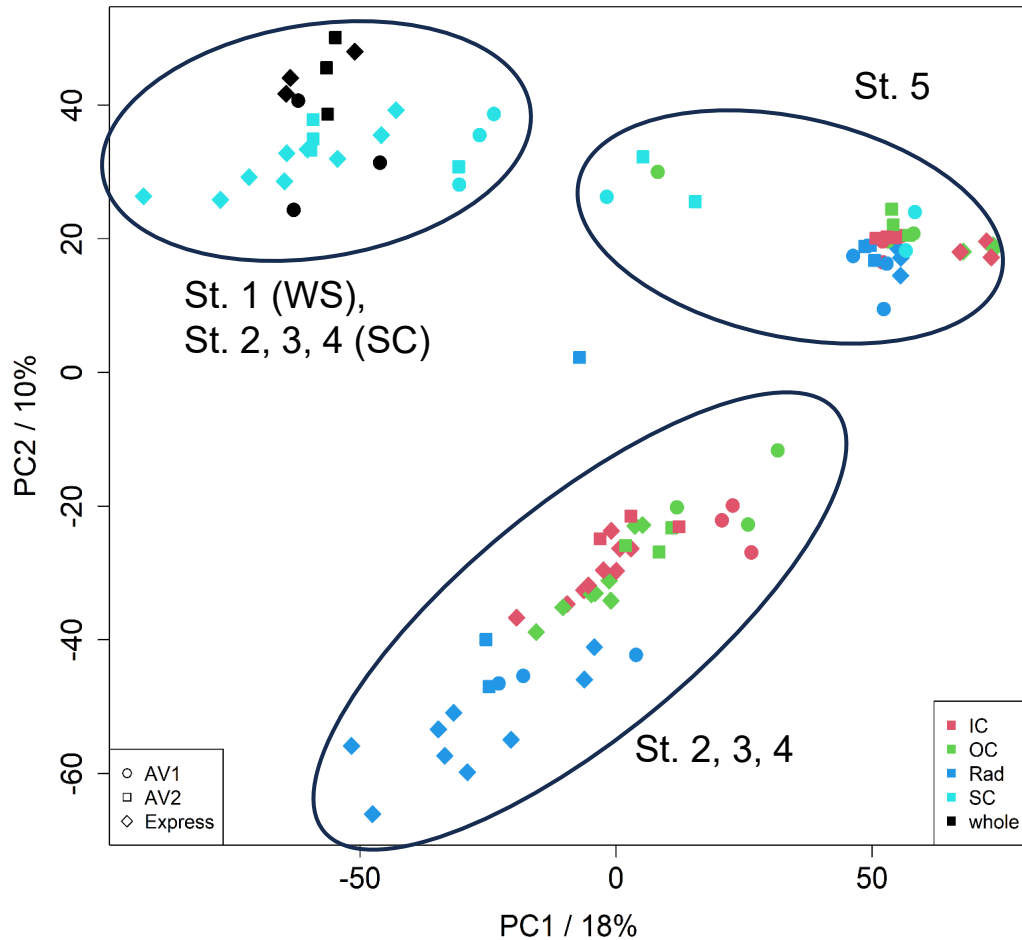 St. 5
40
20
St. 1 (WS),
St. 2, 3, 4 (SC)
0
PC2 / 10%
-20
-40
St. 2, 3, 4
-60
AV1
AV2
Express
IC
OC
Rad
SC
whole
-50
0
50
PC1 / 18%